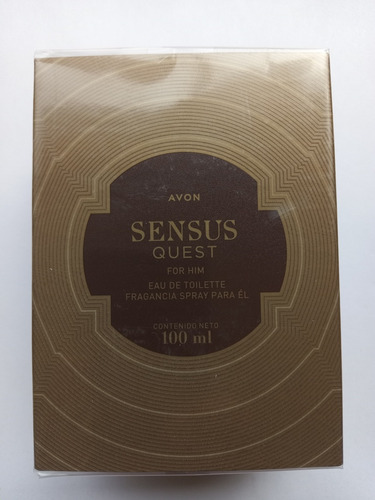 AVON
SENSUS
QUEST
FOR HIM
EAU DE TOILETTE
FRAGANCIA SPRAY PARA ÉL
CONTENIDO NETO
100 ml